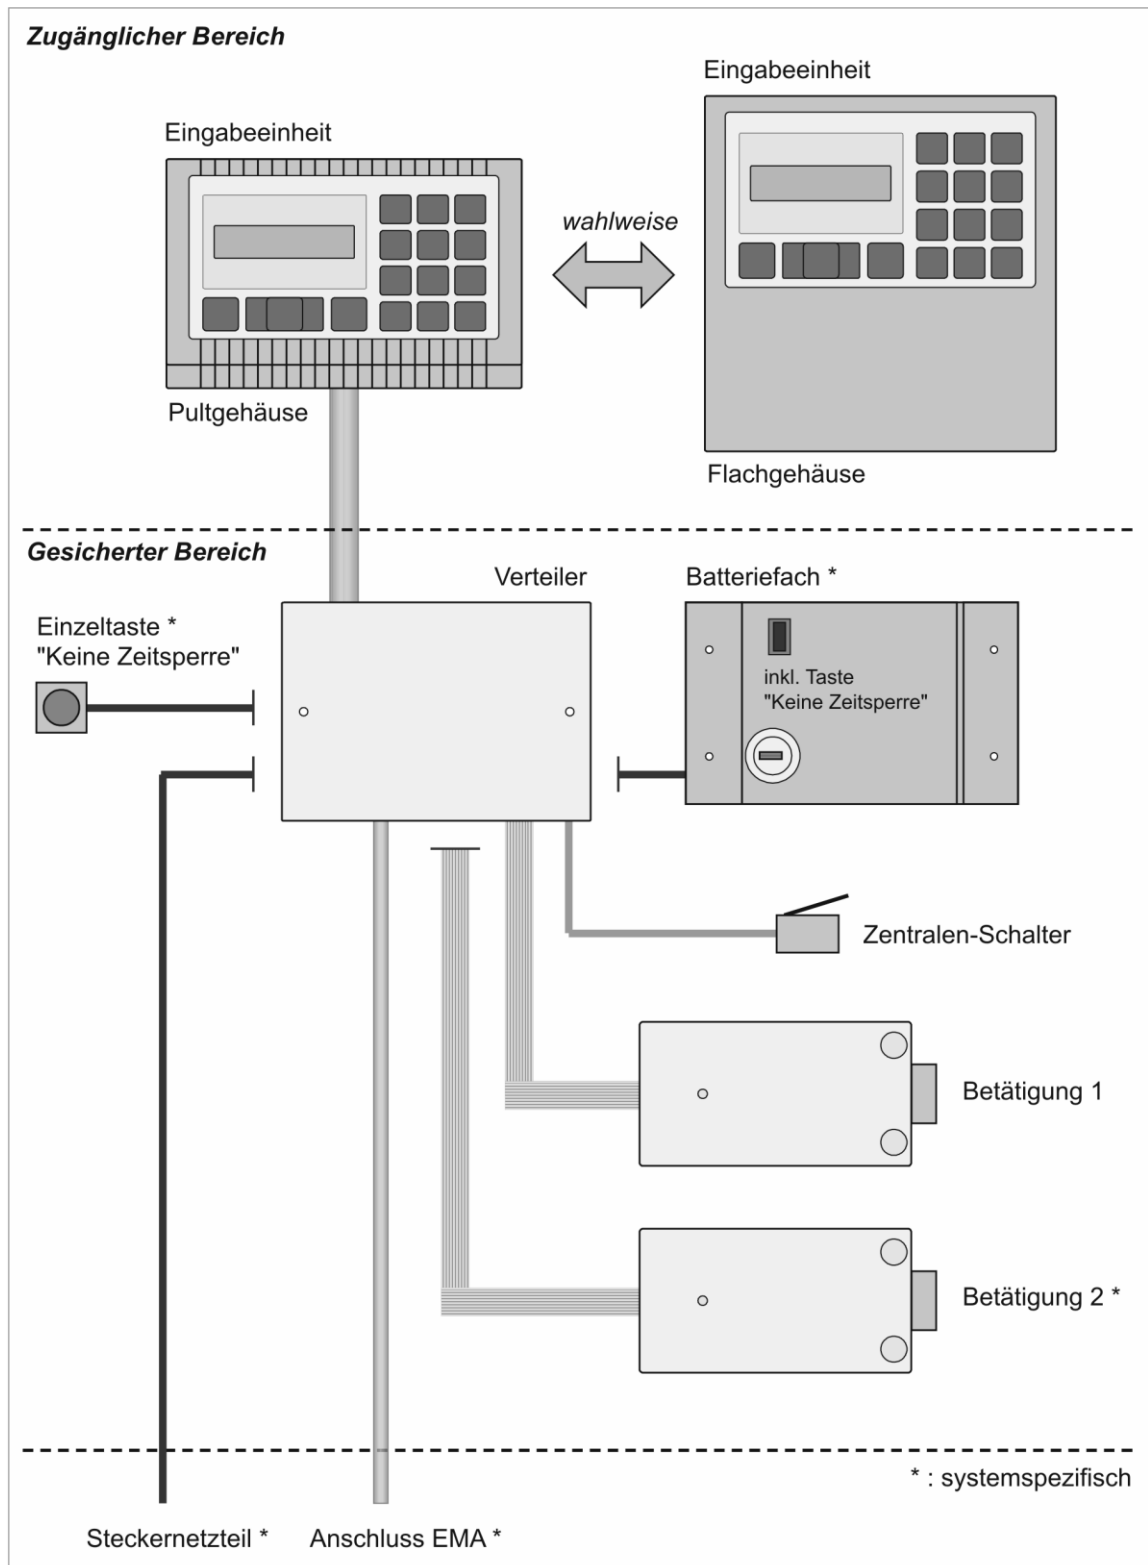 Zugänglicher Bereich
Eingabeeinheit
Eingabeeinheit
wahlweise
Pultgehäuse
Flachgehäuse
Gesicherter Bereich
Verteiler
Batteriefach *
Einzeltaste *
"Keine Zeitsperre"
inkl. Taste
"Keine Zeitsperre"
Zentralen-Schalter
Betätigung 1
Betätigung 2 *
* : systemspezifisch
Steckernetzteil *
Anschluss EMA *